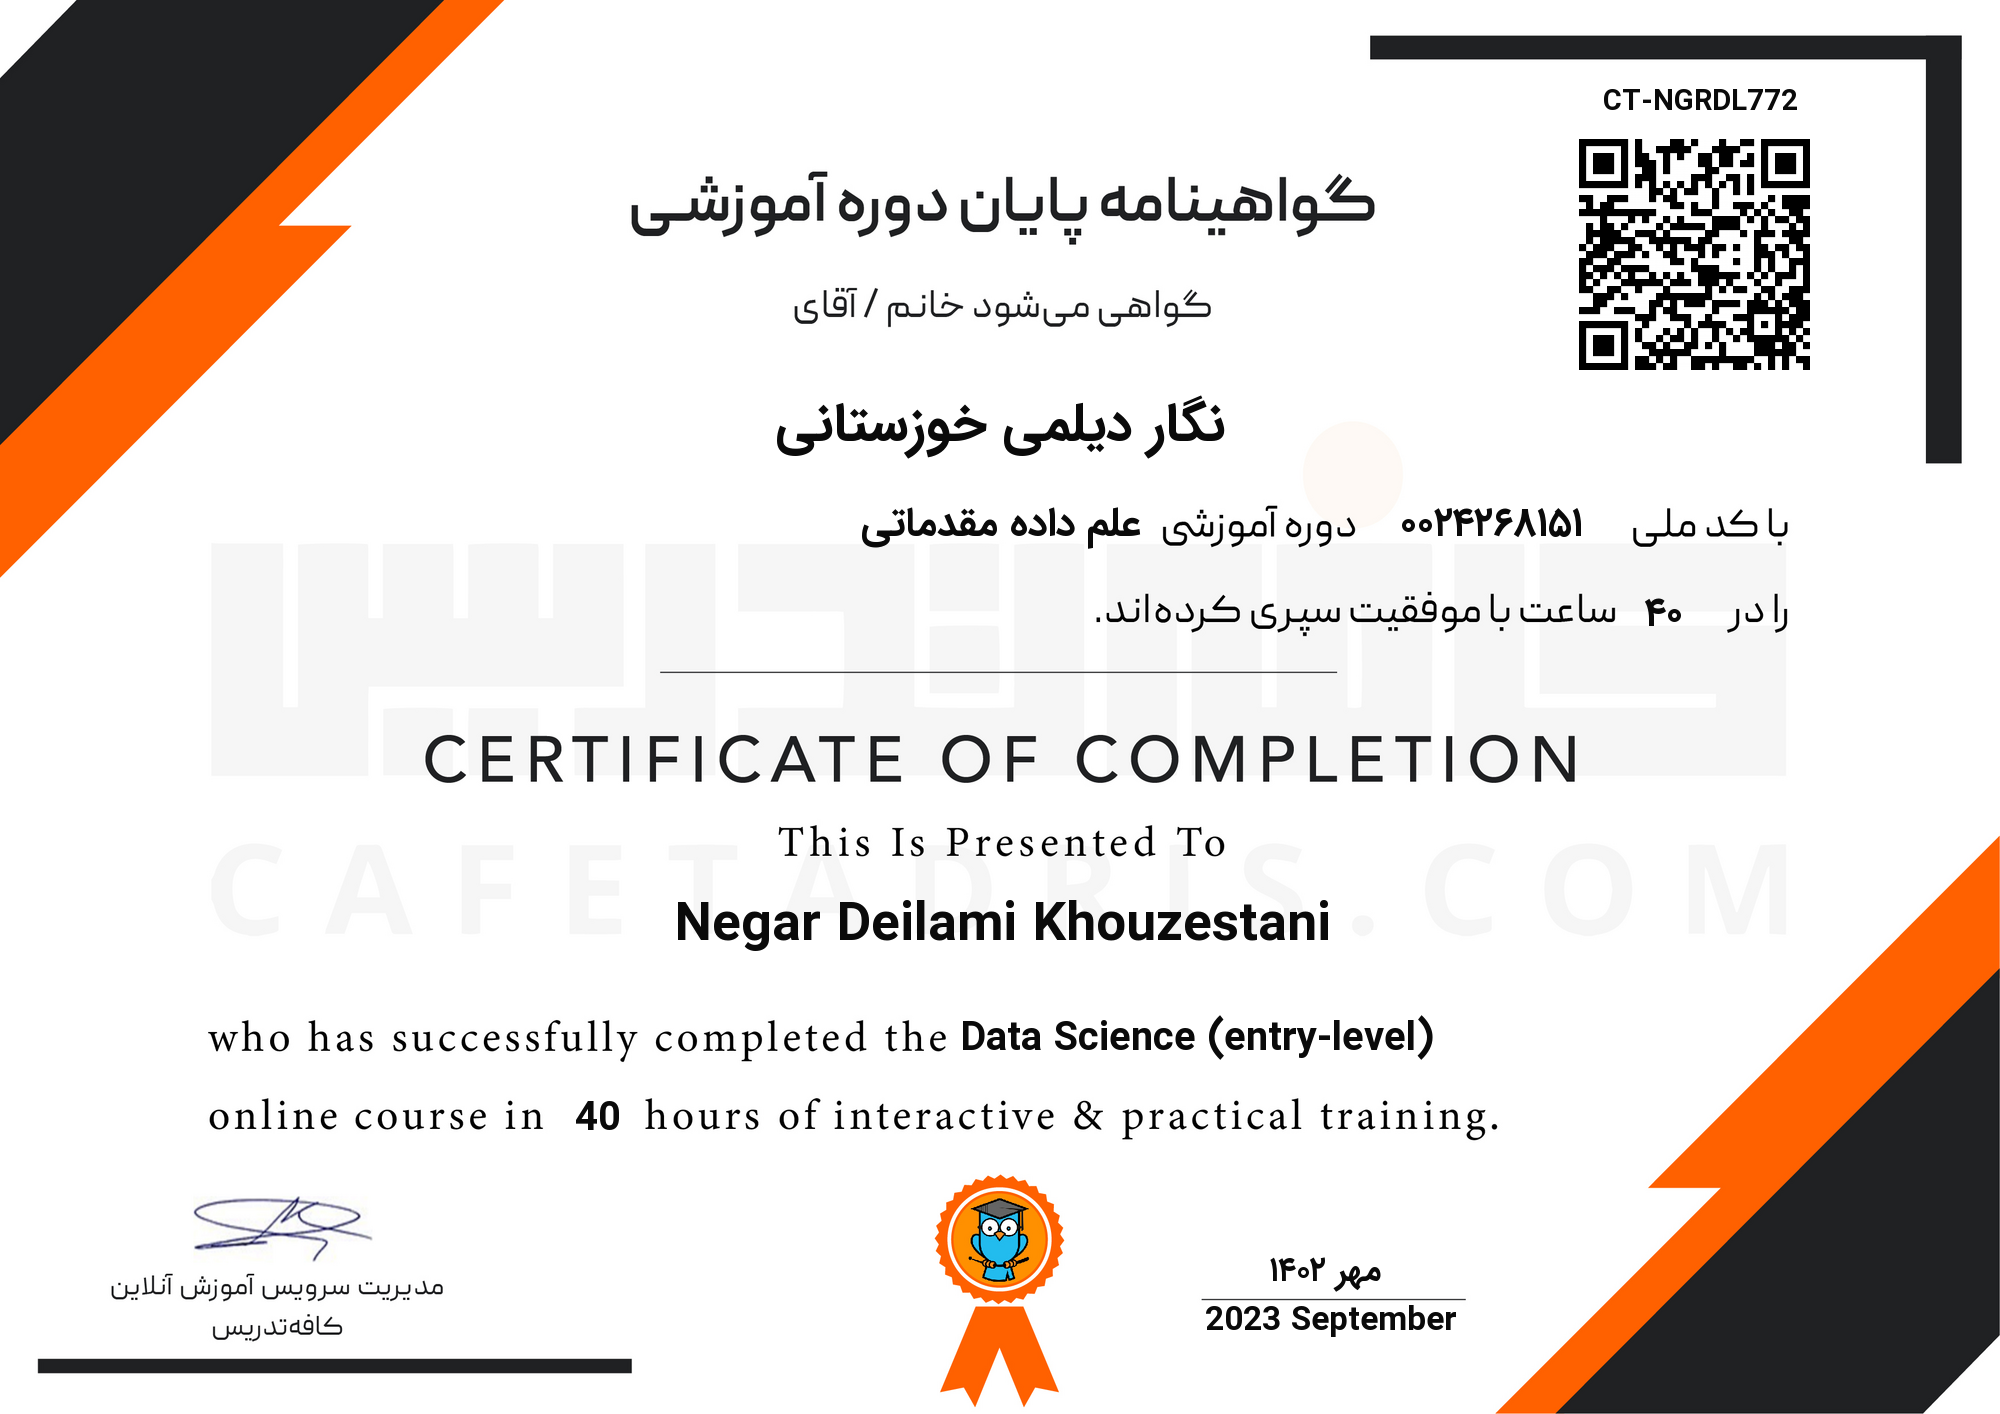 CT-NGRDL772
گواهینامه پایان دوره آموزشی
گواهی می‌شود خانم / آقای
نگار دیلمی خوزستانی
با کد ملی ۰۰۲۴۲۶۸۱۵۱ دوره آموزشی علم داده مقدماتی
را در ۴۰ ساعت با موفقیت سپری کرده‌اند.
کافه‌تدریس
CERTIFICATE OF COMPLETION
This Is Presented To
CAFETADRIS.COM
Negar Deilami Khouzestani
who has successfully completed the Data Science (entry-level)
online course in 40 hours of interactive & practical training.
مدیریت سرویس آموزش آنلاین
کافه‌تدریس
مهر ۱۴۰۲
2023 September